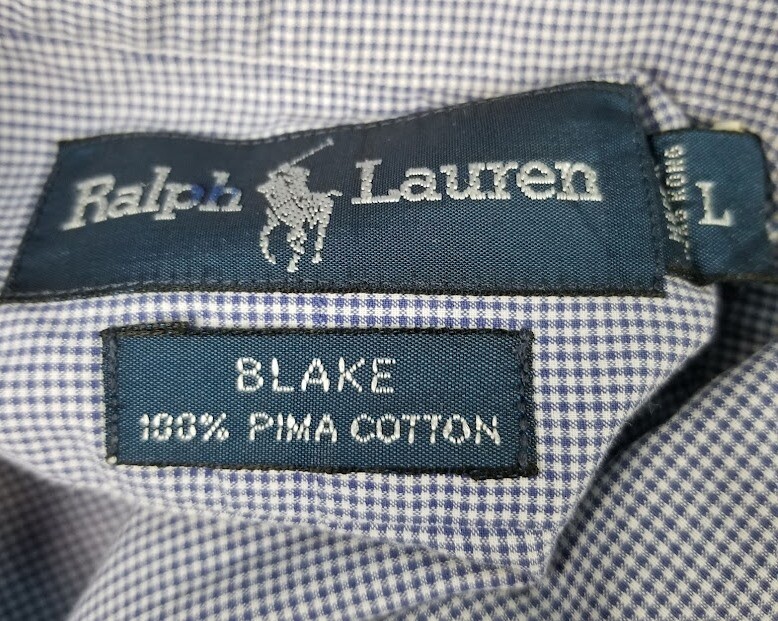 Ralph Lauren
L
BLAKE
100% PIMA COTTON